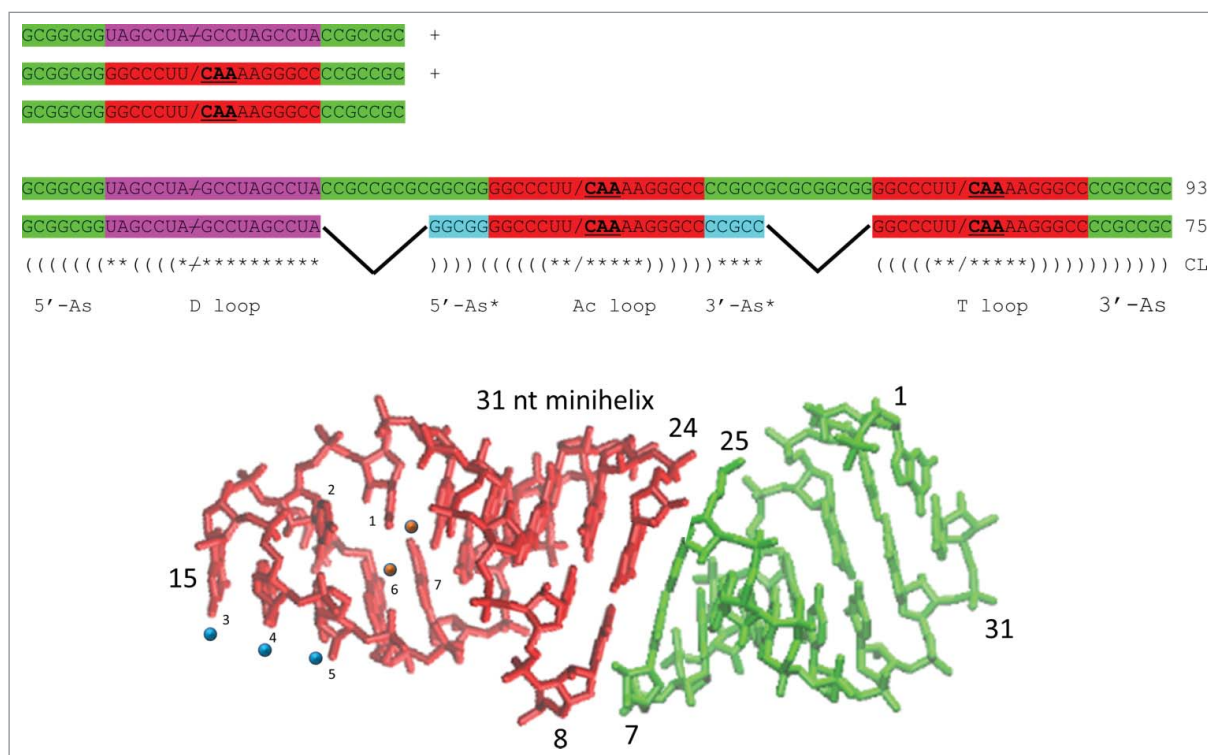 GCGGCGGUAGCCUA⌿GCCUAGCCUACCGCCGC +
GCGGCGGGGCCCUU/CAAAAGGGCCCCGCCGC +
GCGGCGGGGCCCUU/CAAAAGGGCCCCGCCGC
GCGGCGGUAGCCUA⌿GCCUAGCCUACCGCCGCGCGGCGGGGCCCUU/CAAAAGGGCCCCGCCGCGCGGCGGGGCCCUU/CAAAAGGGCCCCGCCGC 93
GCGGCGGUAGCCUA⌿GCCUAGCCUA GGCGGGGCCCUU/CAAAAGGGCCCCGCC GGCCCUU/CAAAAGGGCCCCGCCGC 75
(((((((**((((*⌿********** ))))((((((**/*****))))))**** (((((**/*****)))))))))))) CL
5′-As D loop 5′-As* Ac loop 3′-As* T loop 3′-As
31 nt minihelix
1
24
25
2
1
15
6
7
3
4
5
31
8
7